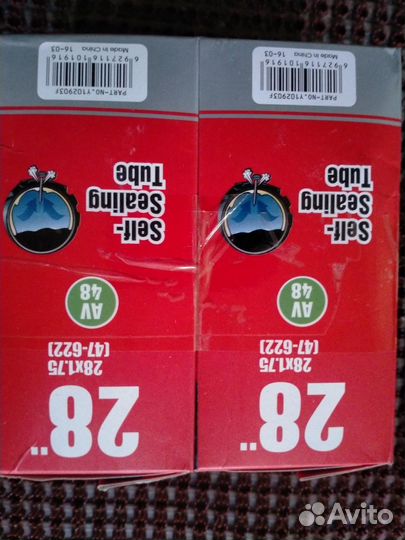 28"
28x1.75
(47-622)
AV
48
Self-
Sealing
Tube
PART-NO.Y102903F
6 927116 101916
Made in China
16-03
28"
28x1.75
(47-622)
AV
48
Self-
Sealing
Tube
PART-NO.Y102903F
6 927116 101916
Made in China
16-03
Avito